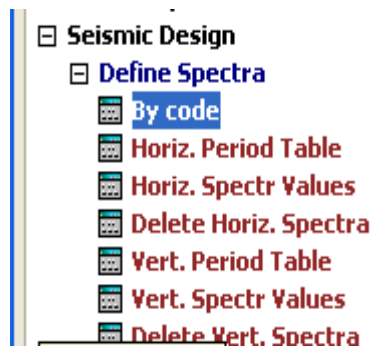 Seismic Design
Define Spectra
By code
Horiz. Period Table
Horiz. Spectr Values
Delete Horiz. Spectra
Vert. Period Table
Vert. Spectr Values
Delete Vert. Spectra